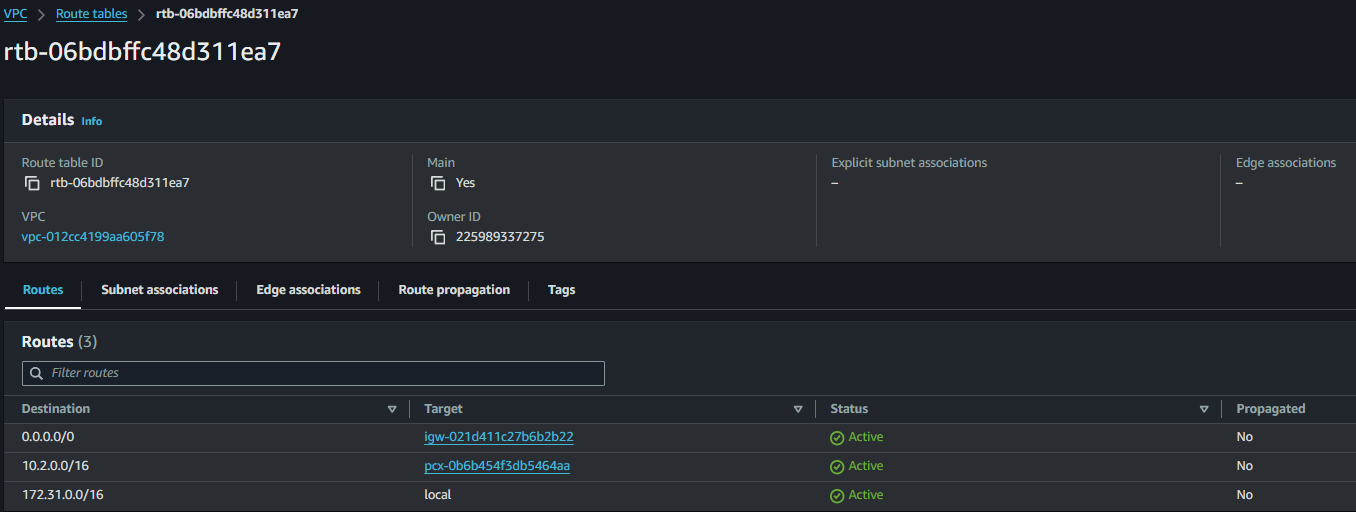 VPC > Route tables > rtb-06bdbffc48d311ea7
rtb-06bdbffc48d311ea7
Details Info
Route table ID Main Explicit subnet associations Edge associations
rtb-06bdbffc48d311ea7 Yes – –
VPC Owner ID
vpc-012cc4199aa605f78 225989337275
Routes Subnet associations Edge associations Route propagation Tags
Routes (3)
Filter routes
Destination Target Status Propagated
0.0.0.0/0 igw-021d411c27b6b2b22 Active No
10.2.0.0/16 pcx-0b6b454f3db5464aa Active No
172.31.0.0/16 local Active No